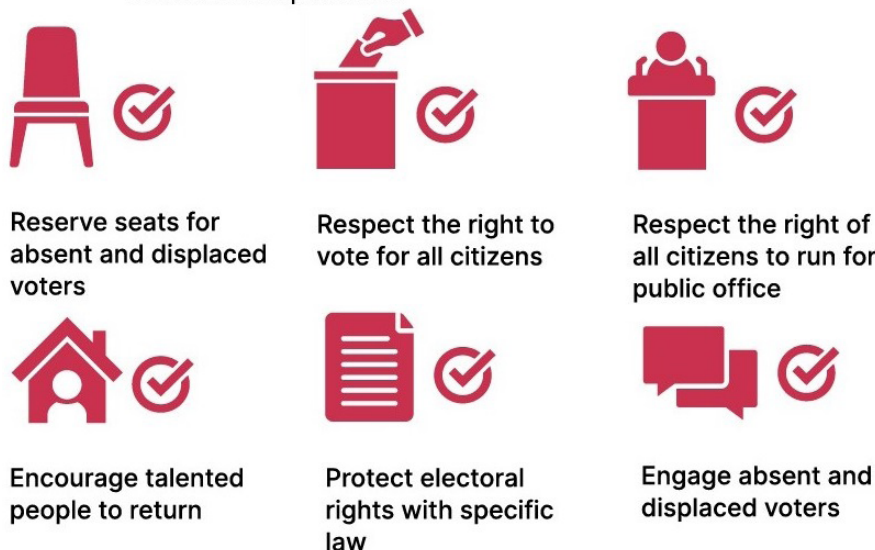 Reserve seats for
absent and displaced
voters
Respect the right to
vote for all citizens
Respect the right of
all citizens to run for
public office
Encourage talented
people to return
Protect electoral
rights with specific
law
Engage absent and
displaced voters